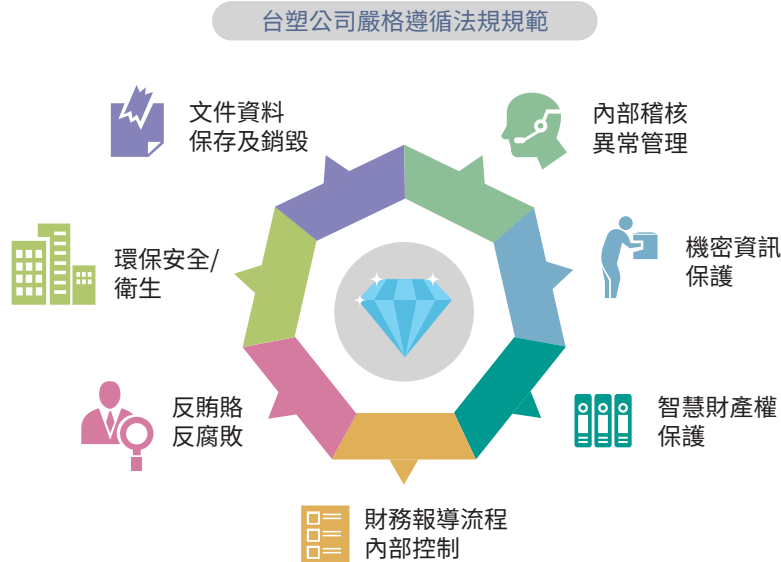 台塑公司嚴格遵循法規規範
文件資料
保存及銷毀
內部稽核
異常管理
環保安全/
衛生
機密資訊
保護
反賄賂
反腐敗
智慧財產權
保護
財務報導流程
內部控制